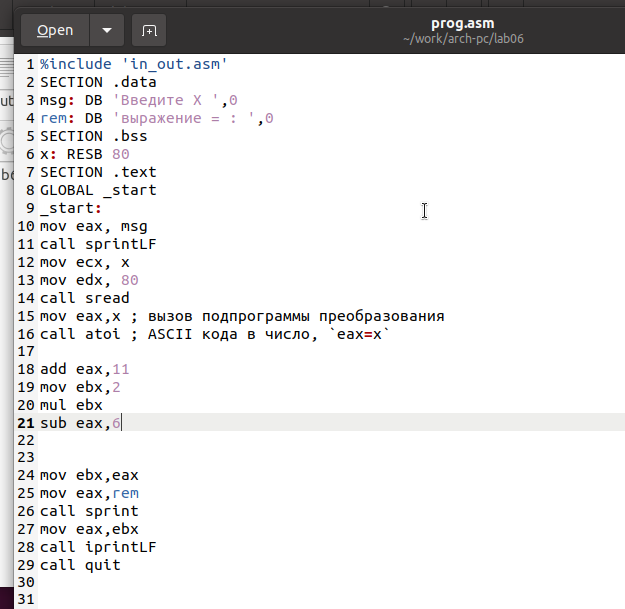 Open
prog.asm
~/work/arch-pc/lab06
1 %include 'in_out.asm'
2 SECTION .data
3 msg: DB 'Введите X ',0
4 rem: DB 'выражение = : ',0
5 SECTION .bss
6 x: RESB 80
7 SECTION .text
8 GLOBAL _start
9 _start:
10 mov eax, msg
11 call sprintLF
12 mov ecx, x
13 mov edx, 80
14 call sread
15 mov eax,x ; вызов подпрограммы преобразования
16 call atoi ; ASCII кода в число, `eax=x`
17
18 add eax,11
19 mov ebx,2
20 mul ebx
21 sub eax,6
22
23
24 mov ebx,eax
25 mov eax,rem
26 call sprint
27 mov eax,ebx
28 call iprintLF
29 call quit
30
31